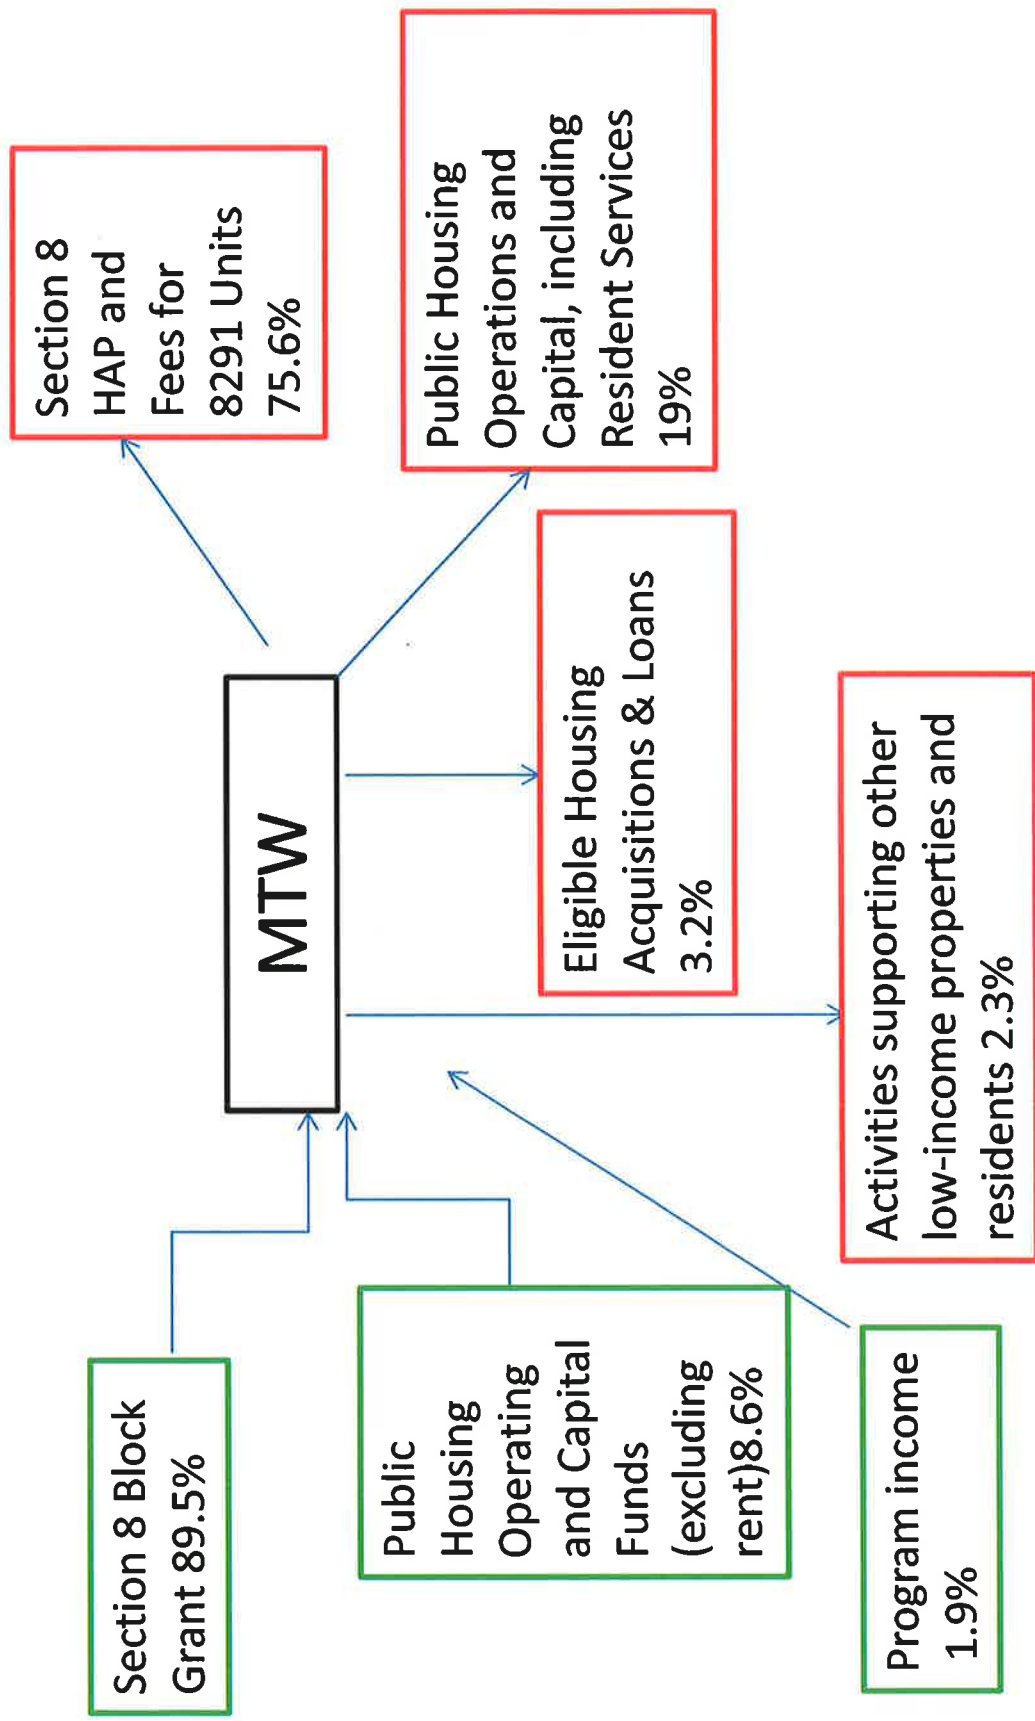 Section 8 Block
Grant 89.5%
Public
Housing
Operating
and Capital
Funds
(excluding
rent)8.6%
Program income
1.9%
MTW
Section 8
HAP and
Fees for
8291 Units
75.6%
Public Housing
Operations and
Capital, including
Resident Services
19%
Eligible Housing
Acquisitions & Loans
3.2%
Activities supporting other
low-income properties and
residents 2.3%